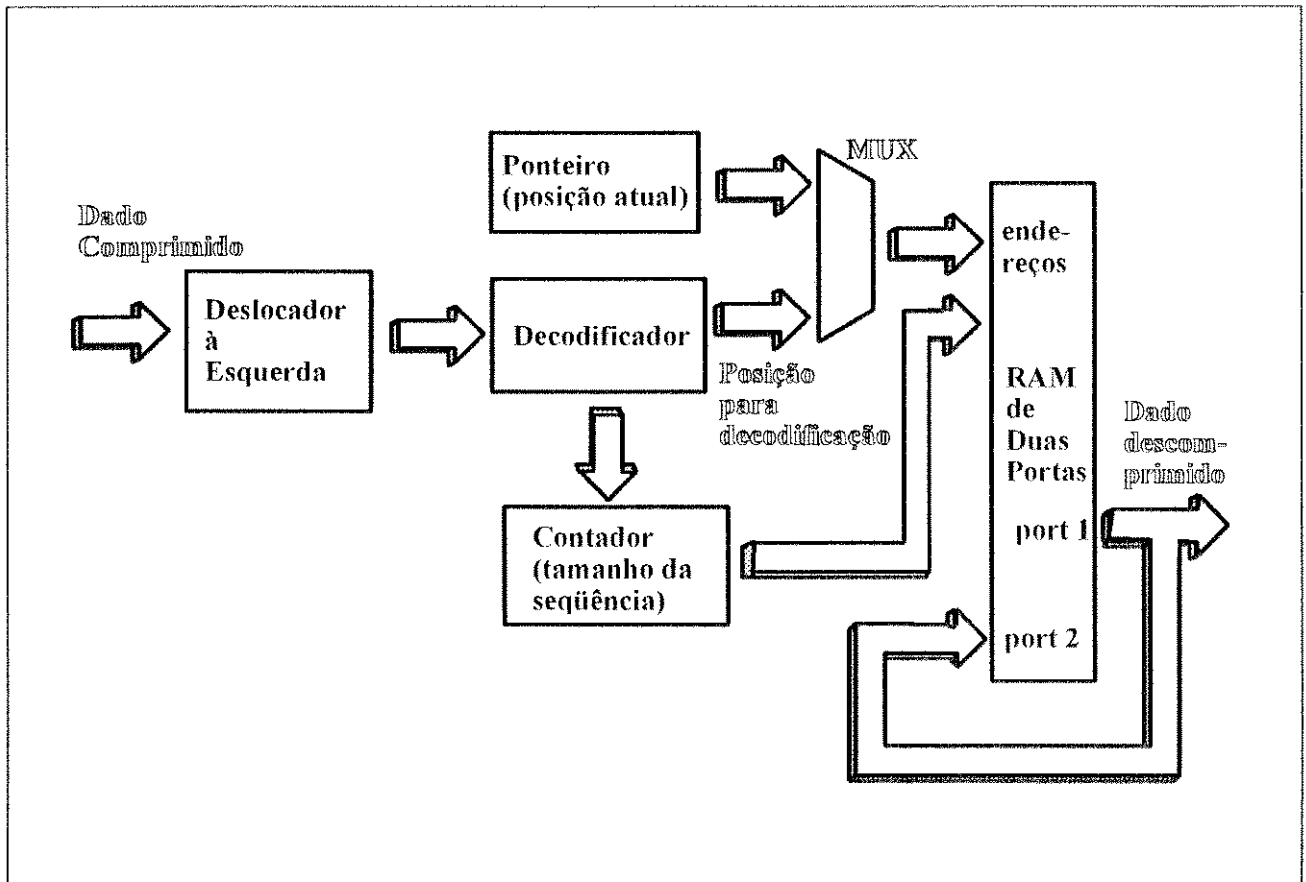 Dado
Comprimido
Deslocador
à
Esquerda
Ponteiro
(posição atual)
Decodificador
Contador
(tamanho da
seqüência)
MUX
Posição
para
decodificação
ende-
reços
RAM
de
Duas
Portas
port 1
port 2
Dado
descom-
primido